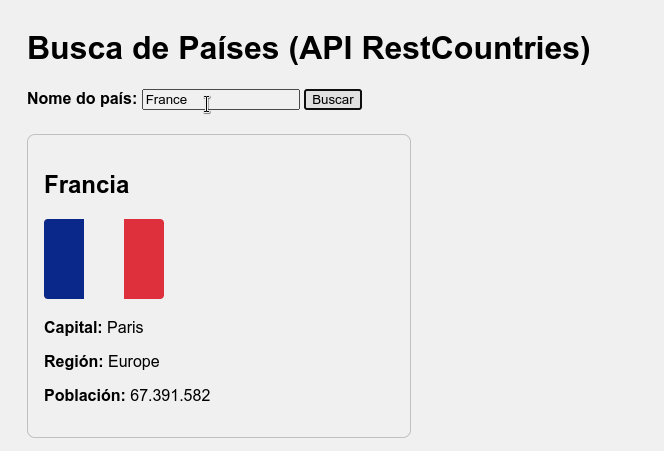 Busca de Países (API RestCountries)
Nome do país: France Buscar
Francia
Capital: Paris
Región: Europe
Población: 67.391.582